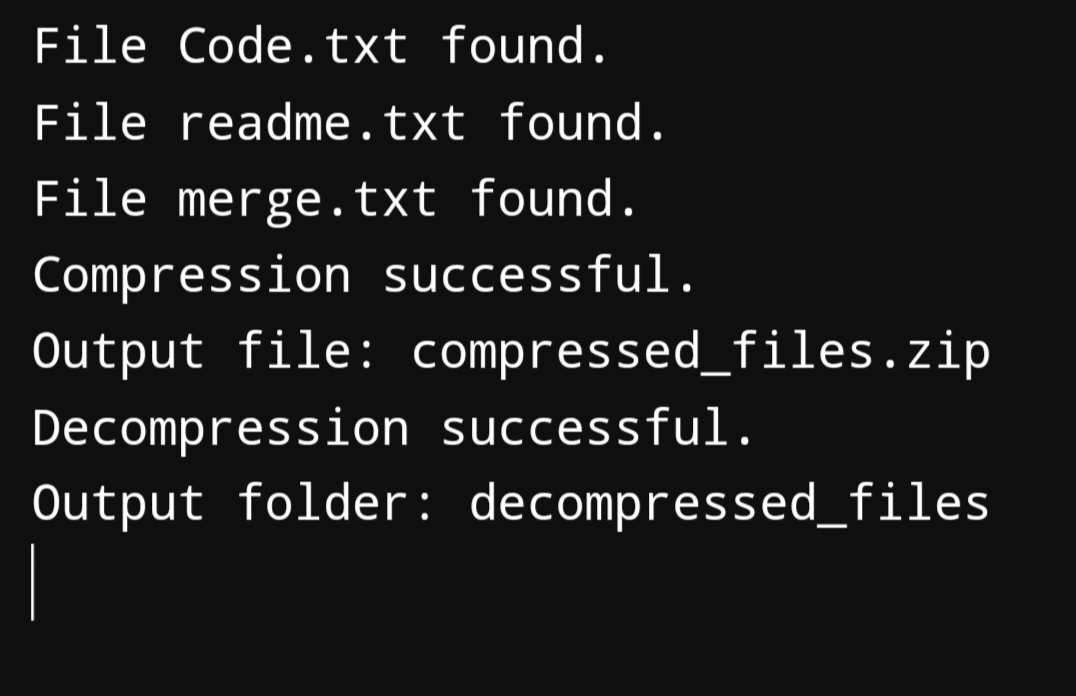 File Code.txt found.
File readme.txt found.
File merge.txt found.
Compression successful.
Output file: compressed_files.zip
Decompression successful.
Output folder: decompressed_files